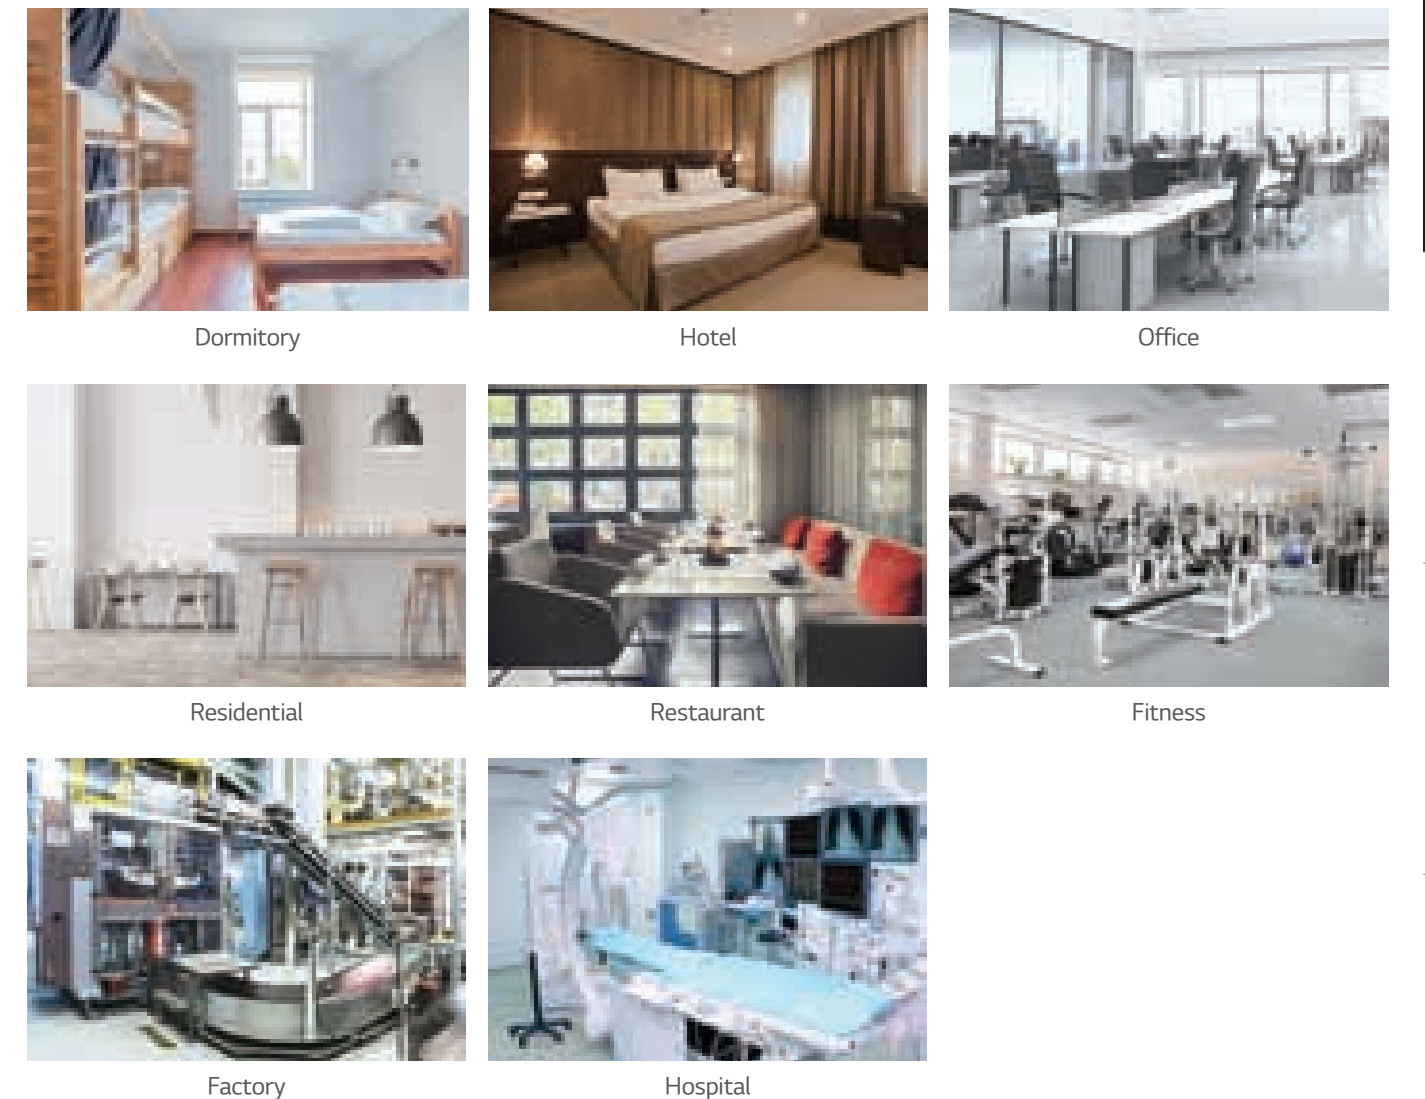 Dormitory
Hotel
Office
Residential
Restaurant
Fitness
Factory
Hospital